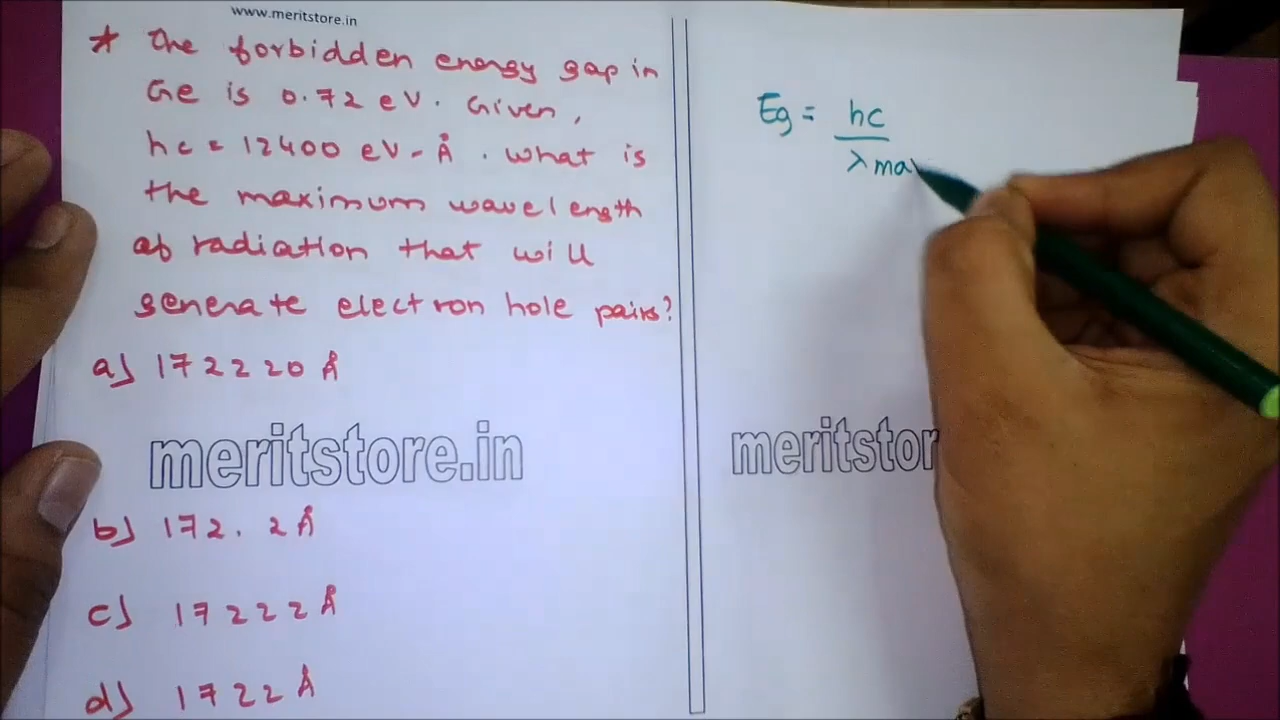 www.meritstore.in
* The forbidden energy gap in
Ge is 0.72 eV. Given,
hc = 12400 eV-Å. What is
the maximum wavelength
of radiation that will
generate electron hole pairs?
a) 172220 Å
meritstore.in
b) 172.2 Å
c) 17222 Å
d) 1722 Å
Eg = hc
λ ma
meritstor